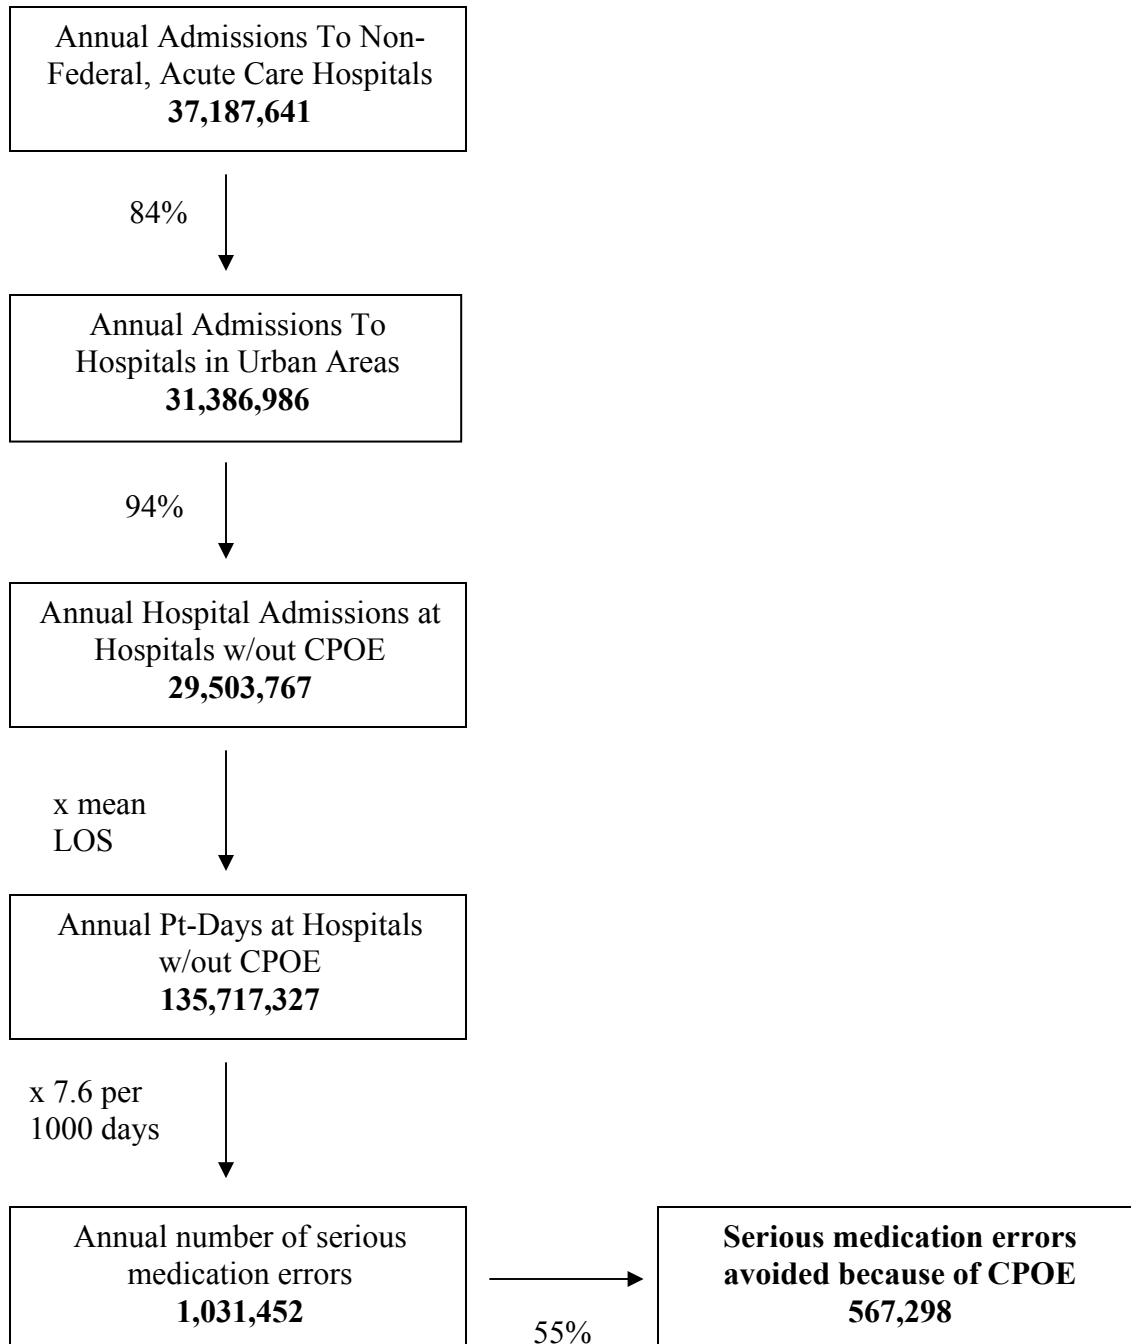 Annual Admissions To Non-
Federal, Acute Care Hospitals
37,187,641
84%
Annual Admissions To
Hospitals in Urban Areas
31,386,986
94%
Annual Hospital Admissions at
Hospitals w/out CPOE
29,503,767
x mean
LOS
Annual Pt-Days at Hospitals
w/out CPOE
135,717,327
x 7.6 per
1000 days
Annual number of serious
medication errors
1,031,452
55%
Serious medication errors
avoided because of CPOE
567,298